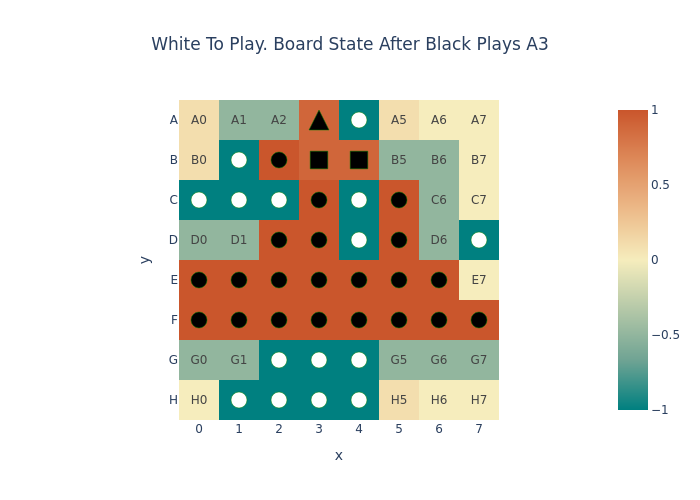 White To Play. Board State After Black Plays A3
A A0 A1 A2 A5 A6 A7
B B0 B5 B6 B7
C C6 C7
D D0 D1 D6
E E7
F
G G0 G1 G5 G6 G7
H H0 H5 H6 H7
0 1 2 3 4 5 6 7
x
y
1
0.5
0
−0.5
−1